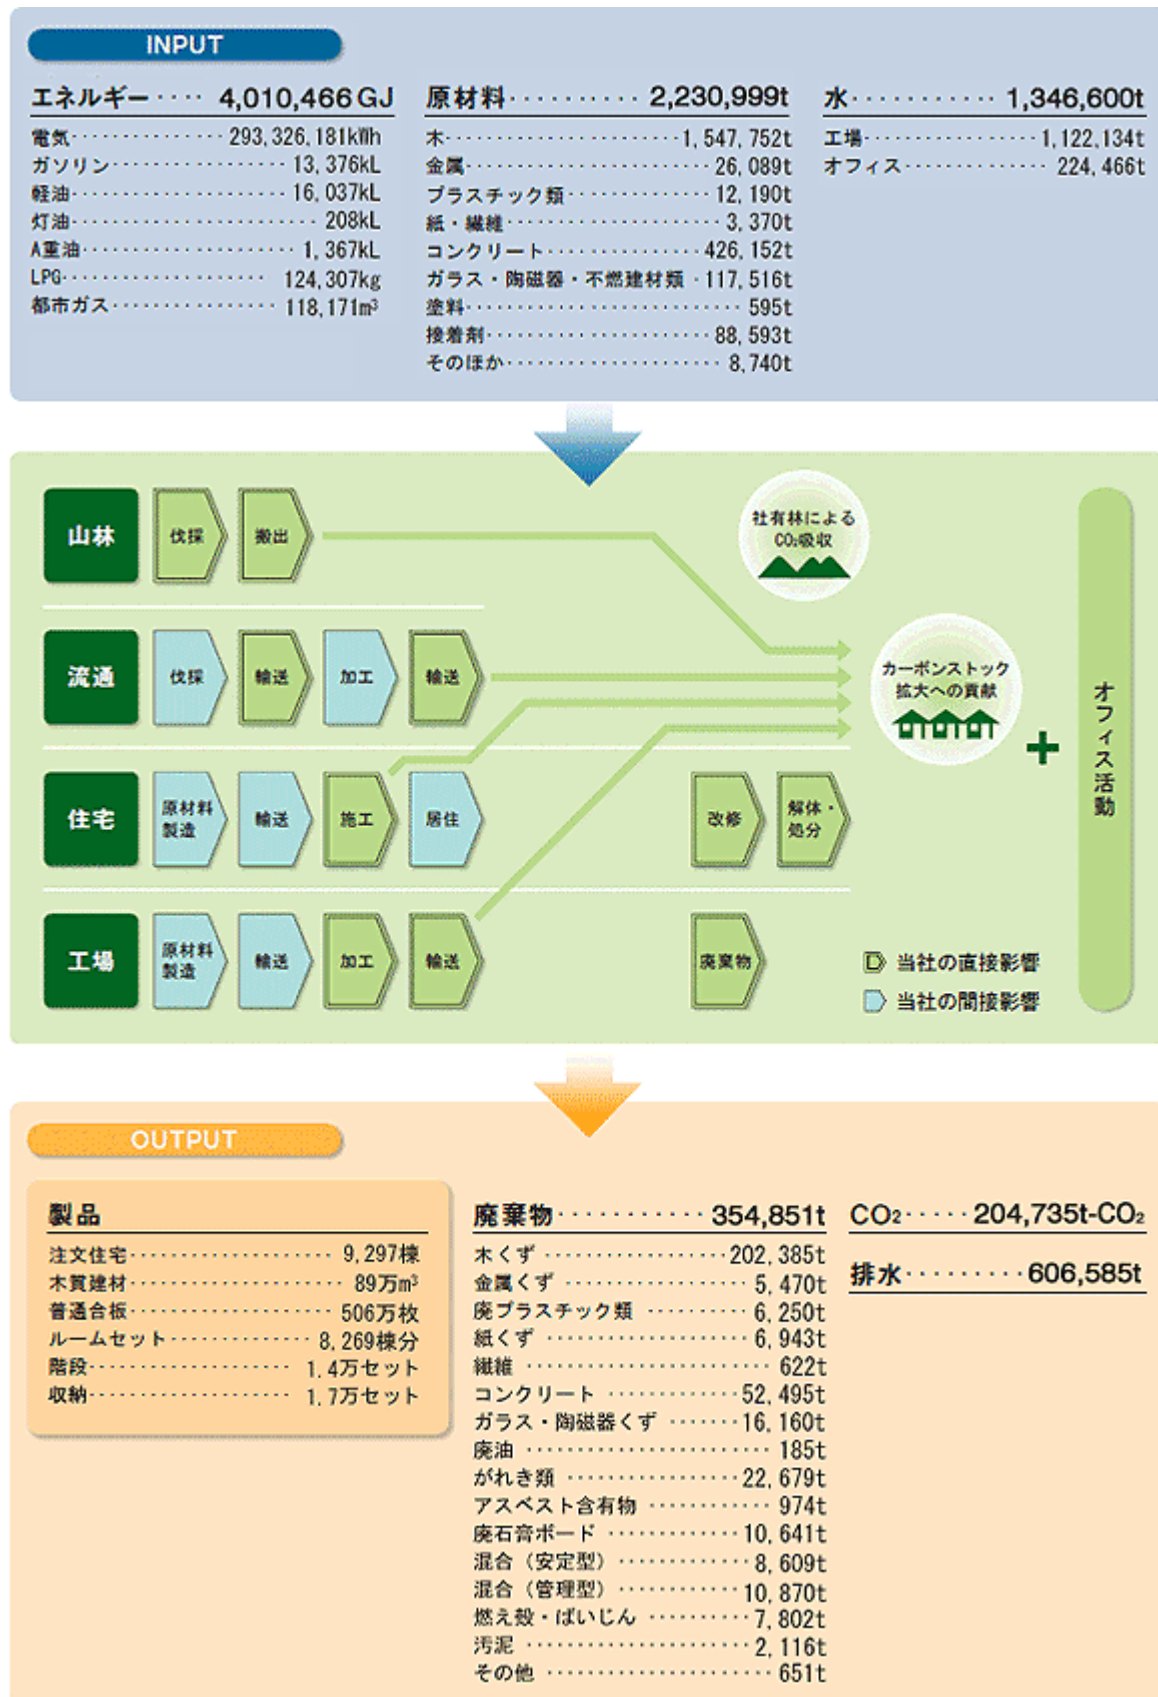 INPUT
エネルギー···· 4,010,466GJ
電気··············· 293,326,181kWh
ガソリン················· 13,376kL
軽油····················· 16,037kL
灯油························ 208kL
A重油····················· 1,367kL
LPG···················· 124,307kg
都市ガス················ 118,171m³
原材料·········· 2,230,999t
木······················· 1,547,752t
金属························ 26,089t
プラスチック類·············· 12,190t
紙・繊維····················· 3,370t
コンクリート··············· 426,152t
ガラス・陶磁器・不燃建材類 · 117,516t
塗料··························· 595t
接着剤······················ 88,593t
そのほか····················· 8,740t
水··········· 1,346,600t
工場················· 1,122,134t
オフィス·············· 224,466t
山林
伐採
搬出
社有林による
CO₂吸収
流通
伐採
輸送
加工
輸送
カーボンストック
拡大への貢献
+
オフィス活動
住宅
原材料
製造
輸送
施工
居住
改修
解体・
処分
工場
原材料
製造
輸送
加工
輸送
廃棄物
当社の直接影響
当社の間接影響
OUTPUT
製品
注文住宅···················· 9,297棟
木質建材····················· 89万m³
普通合板···················· 506万枚
ルームセット·············· 8,269棟分
階段···················· 1.4万セット
収納···················· 1.7万セット
廃棄物··········· 354,851t
木くず ·················· 202,385t
金属くず ·················· 5,470t
廃プラスチック類 ·········· 6,250t
紙くず ···················· 6,943t
繊維 ························ 622t
コンクリート ············· 52,495t
ガラス・陶磁器くず ······· 16,160t
廃油 ························ 185t
がれき類 ················· 22,679t
アスベスト含有物 ············ 974t
廃石膏ボード ············· 10,641t
混合（安定型） ············· 8,609t
混合（管理型） ············ 10,870t
燃え殻・ばいじん ·········· 7,802t
汚泥 ······················ 2,116t
その他 ······················ 651t
CO₂····· 204,735t-CO₂
排水········· 606,585t